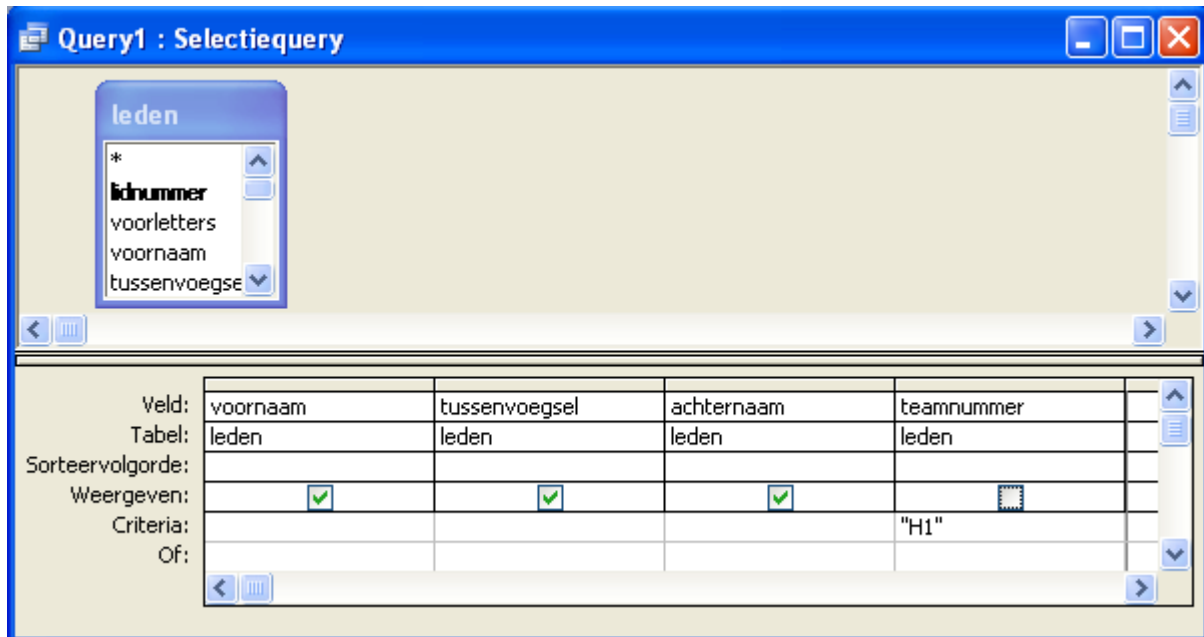 Query1 : Selectiequery
leden
*
lidnummer
voorletters
voornaam
tussenvoegse
Veld: voornaam tussenvoegsel achternaam teamnummer
Tabel: leden leden leden leden
Sorteervolgorde:
Weergeven:
Criteria: "H1"
Of: